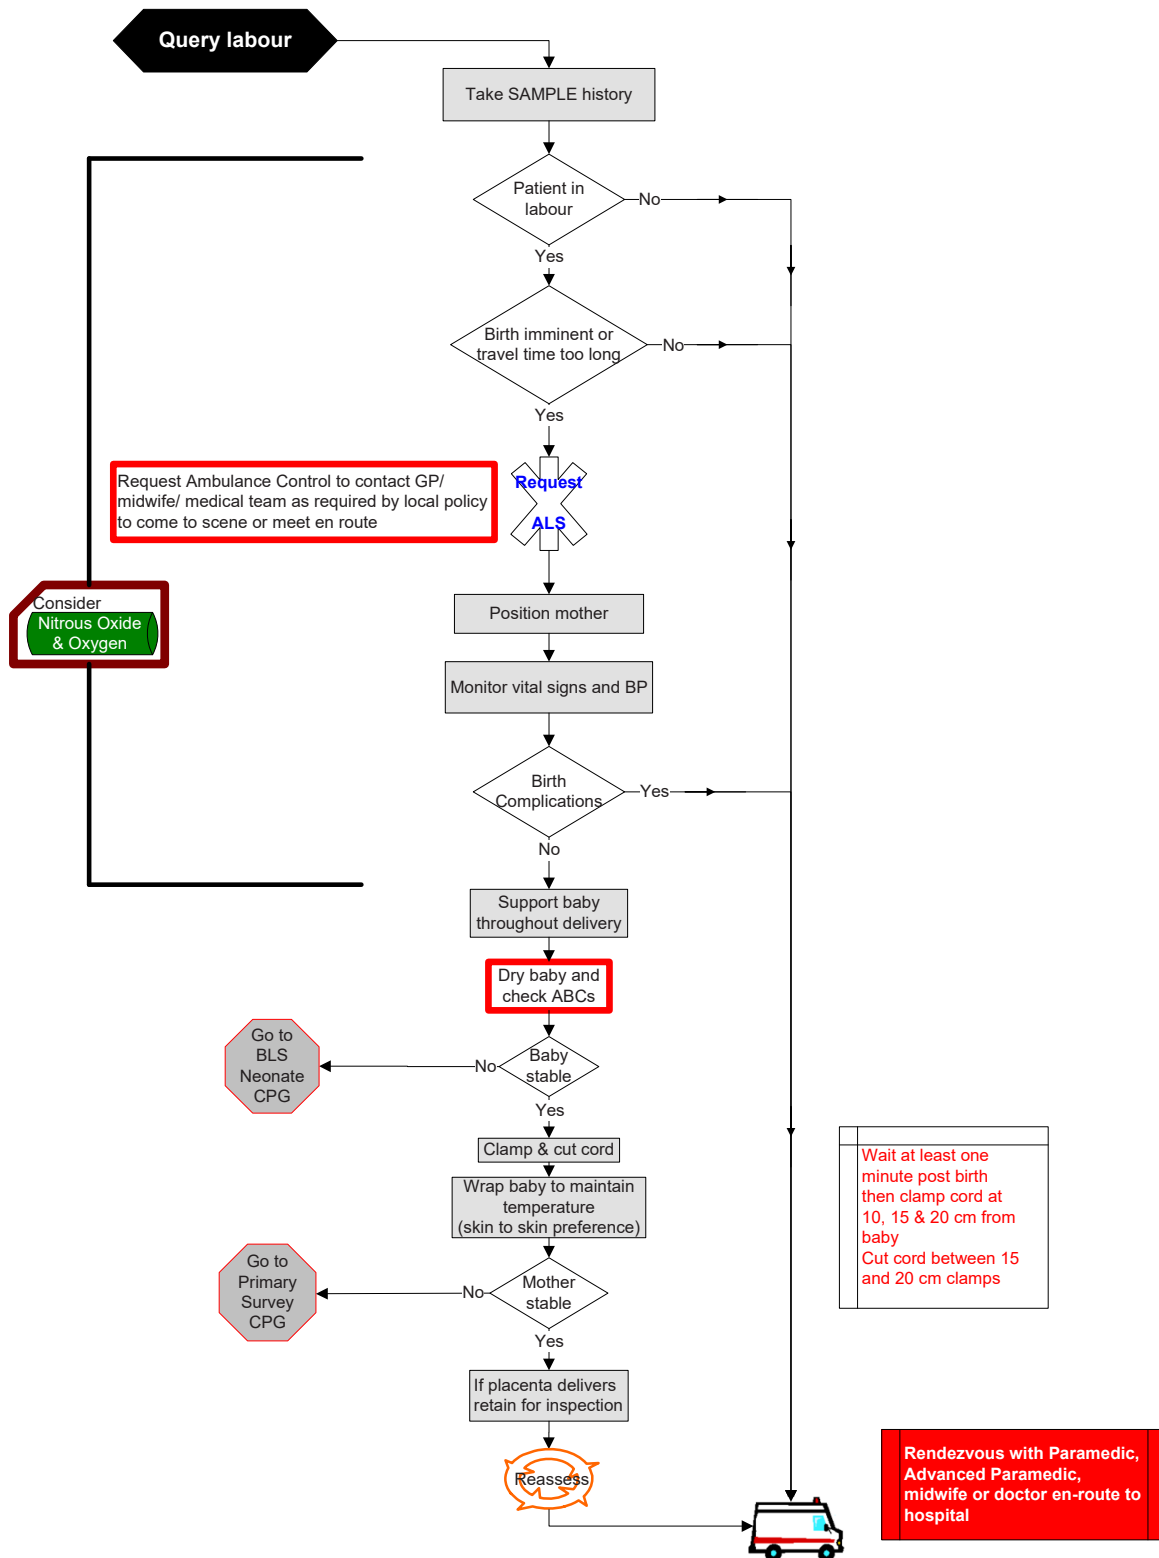 Query labour
Take SAMPLE history
Patient in
labour
No
Yes
Birth imminent or
travel time too long
No
Yes
Request
ALS
Request Ambulance Control to contact GP/
midwife/ medical team as required by local policy
to come to scene or meet en route
Consider
Nitrous Oxide
& Oxygen
Position mother
Monitor vital signs and BP
Birth
Complications
Yes
No
Support baby
throughout delivery
Dry baby and
check ABCs
Baby
stable
No
Go to
BLS
Neonate
CPG
Yes
Clamp & cut cord
Wait at least one
minute post birth
then clamp cord at
10, 15 & 20 cm from
baby
Cut cord between 15
and 20 cm clamps
Wrap baby to maintain
temperature
(skin to skin preference)
Mother
stable
No
Go to
Primary
Survey
CPG
Yes
If placenta delivers
retain for inspection
Reassess
Rendezvous with Paramedic,
Advanced Paramedic,
midwife or doctor en-route to
hospital